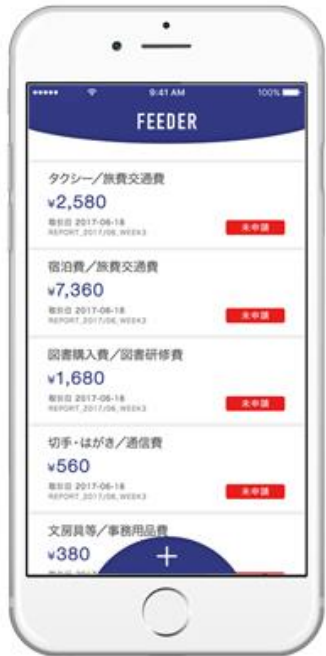 9:41 AM 100%
FEEDER
タクシー／旅費交通費
¥2,580
取引日 2017-06-18
REPORT_2017/06_WEEK3
未申請
宿泊費／旅費交通費
¥7,360
取引日 2017-06-18
REPORT_2017/06_WEEK3
未申請
図書購入費／図書研修費
¥1,680
取引日 2017-06-18
REPORT_2017/06_WEEK3
未申請
切手・はがき／通信費
¥560
取引日 2017-06-18
REPORT_2017/06_WEEK3
未申請
文房具等／事務用品費
¥380
+